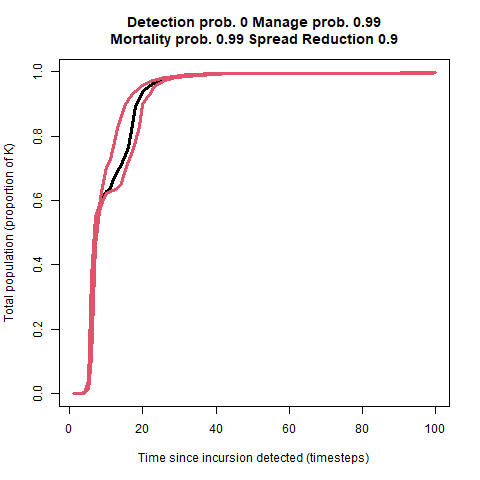 Detection prob. 0 Manage prob. 0.99
Mortality prob. 0.99 Spread Reduction 0.9
Total population (proportion of K)
1.0
0.8
0.6
0.4
0.2
0.0
0 20 40 60 80 100
Time since incursion detected (timesteps)